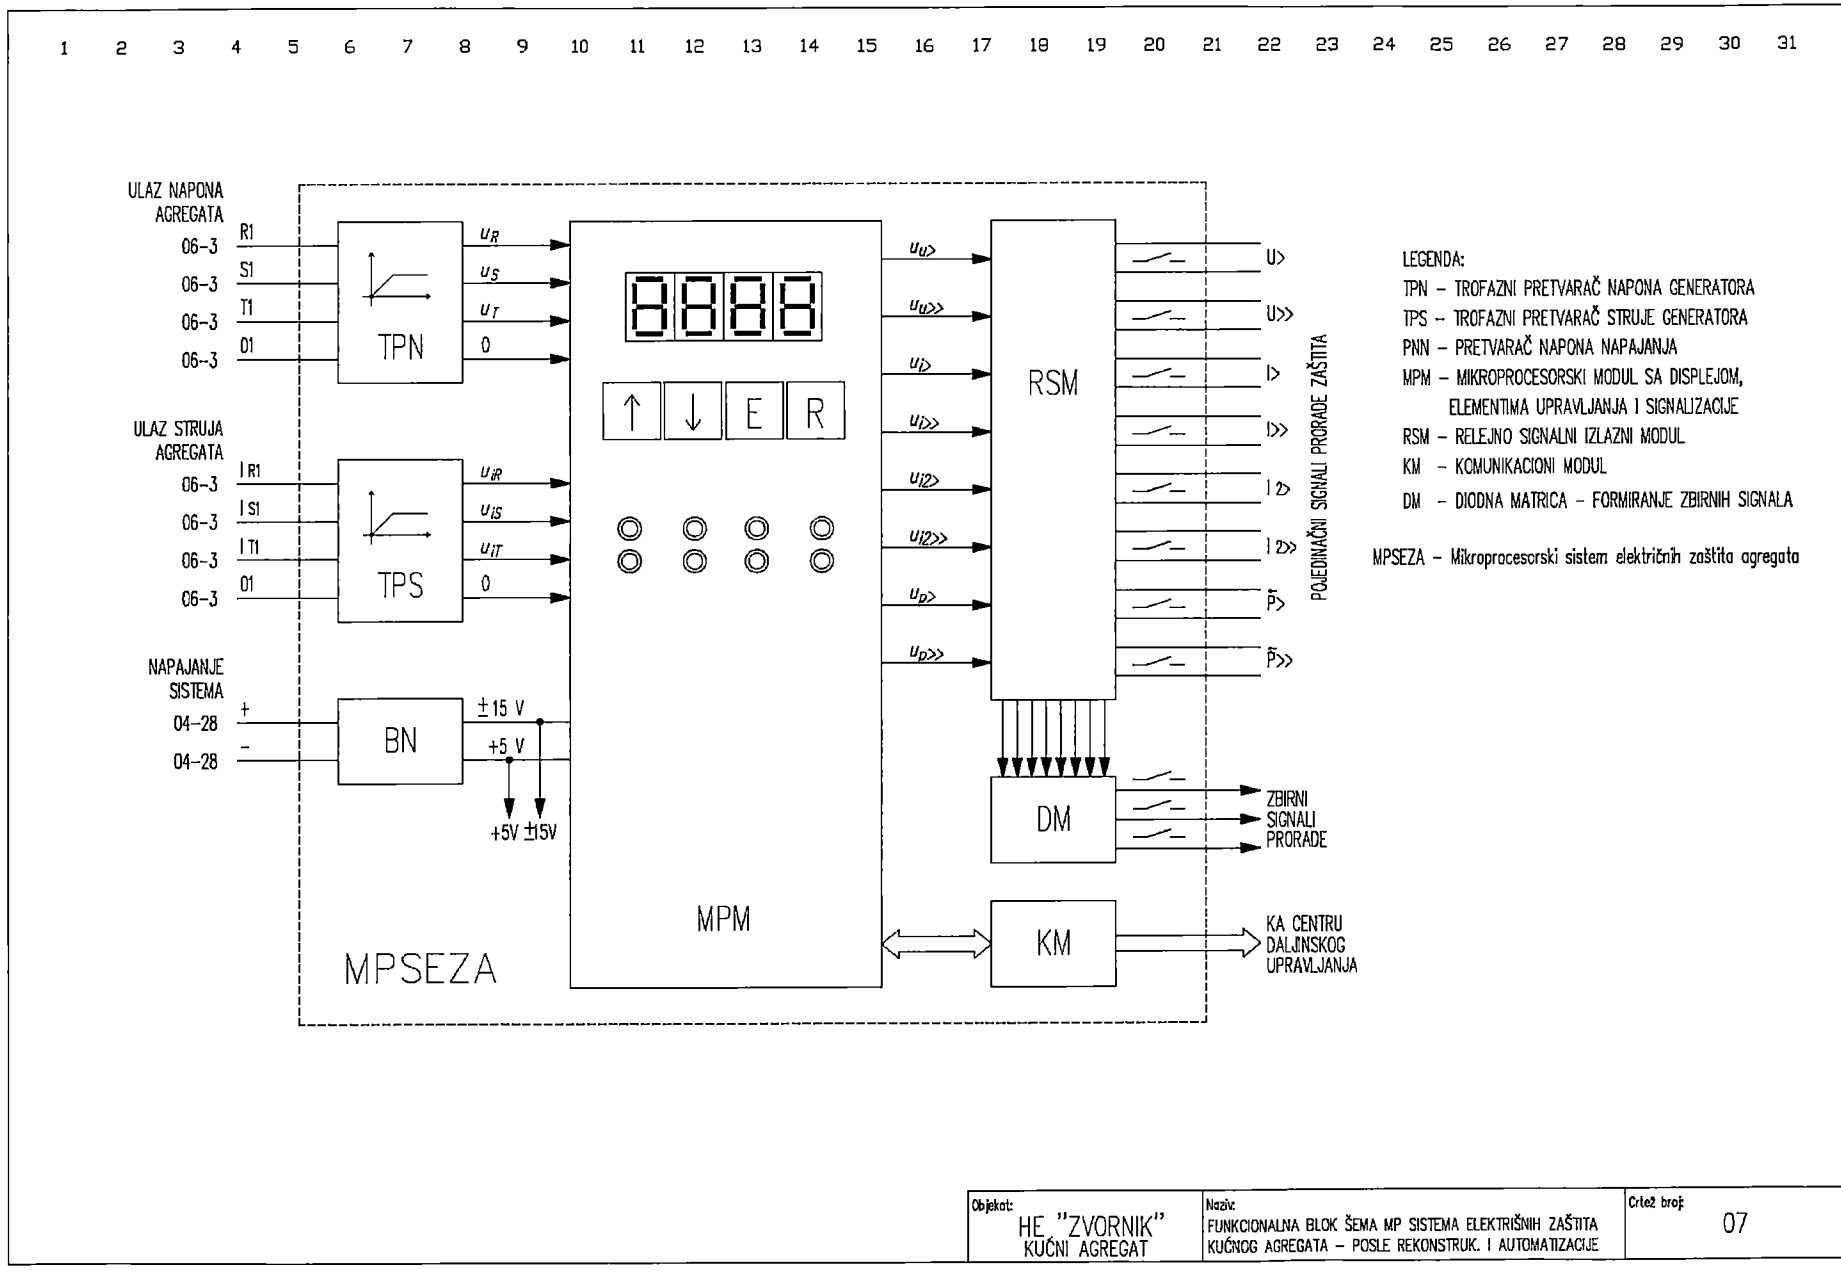 1 2 3 4 5 6 7 8 9 10 11 12 13 14 15 16 17 18 19 20 21 22 23 24 25 26 27 28 29 30 31
ULAZ NAPONA
AGREGATA
06-3 R1
06-3 S1
06-3 T1
06-3 01
TPN
uR
uS
uT
0
ULAZ STRUJA
AGREGATA
06-3 IR1
06-3 IS1
06-3 IT1
06-3 01
TPS
uiR
uiS
uiT
0
NAPAJANJE
SISTEMA
04-28 +
04-28 -
BN
±15 V
+5 V
+5V ±15V
MPSEZA
8888
↑ ↓ E R
MPM
uu>
uu>>
ui>
ui>>
ui2>
ui2>>
up>
up>>
RSM
U>
U>>
I>
I>>
I2>
I2>>
P̄>
P̄>>
POJEDINAČNI SIGNALI PRORADE ZAŠTITA
DM
ZBIRNI
SIGNALI
PRORADE
KM
KA CENTRU
DALJINSKOG
UPRAVLJANJA
LEGENDA:
TPN – TROFAZNI PRETVARAČ NAPONA GENERATORA
TPS – TROFAZNI PRETVARAČ STRUJE GENERATORA
PNN – PRETVARAČ NAPONA NAPAJANJA
MPM – MIKROPROCESORSKI MODUL SA DISPLEJOM,
ELEMENTIMA UPRAVLJANJA I SIGNALIZACIJE
RSM – RELEJNO SIGNALNI IZLAZNI MODUL
KM – KOMUNIKACIONI MODUL
DM – DIODNA MATRICA – FORMIRANJE ZBIRNIH SIGNALA
MPSEZA – Mikroprocesorski sistem električnih zaštita agregata
Objekat:
HE "ZVORNIK"
KUĆNI AGREGAT
Naziv:
FUNKCIONALNA BLOK ŠEMA MP SISTEMA ELEKTRIŠNIH ZAŠTITA
KUĆNOG AGREGATA – POSLE REKONSTRUK. I AUTOMATIZACIJE
Crtež broj:
07